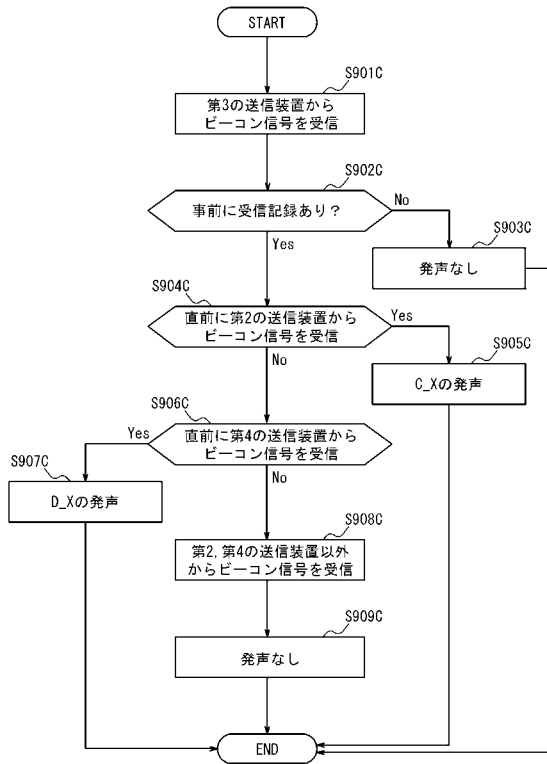 START
S901C
第3の送信装置から
ビーコン信号を受信
S902C
事前に受信記録あり？
No
Yes
S903C
発声なし
S904C
直前に第2の送信装置から
ビーコン信号を受信
Yes
No
S905C
C_Xの発声
S906C
直前に第4の送信装置から
ビーコン信号を受信
Yes
No
S907C
D_Xの発声
S908C
第2,第4の送信装置以外
からビーコン信号を受信
S909C
発声なし
END